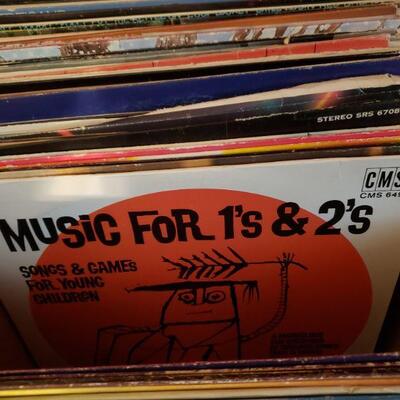 STEREO SRS 6708
CMS
CMS 649
MUSIC FOR 1's & 2's
SONGS & GAMES
FOR YOUNG
CHILDREN